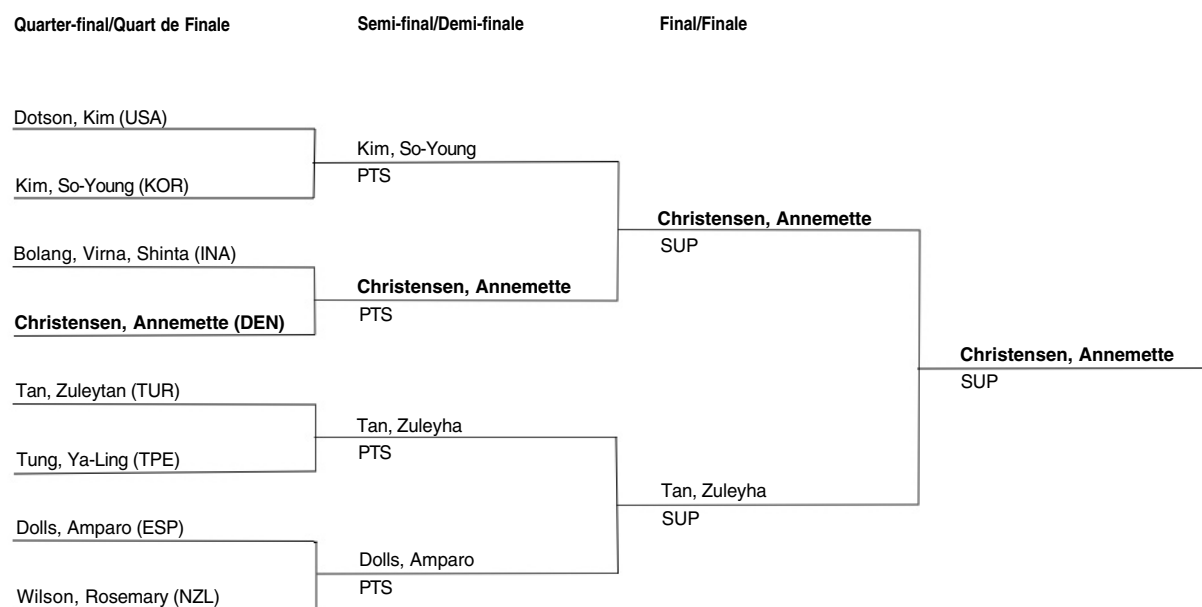 Quarter-final/Quart de Finale
Semi-final/Demi-finale
Final/Finale
Dotson, Kim (USA)
Kim, So-Young
PTS
Kim, So-Young (KOR)
Christensen, Annemette
SUP
Bolang, Virna, Shinta (INA)
Christensen, Annemette
PTS
Christensen, Annemette (DEN)
Christensen, Annemette
SUP
Tan, Zuleytan (TUR)
Tan, Zuleyha
PTS
Tung, Ya-Ling (TPE)
Tan, Zuleyha
SUP
Dolls, Amparo (ESP)
Dolls, Amparo
PTS
Wilson, Rosemary (NZL)